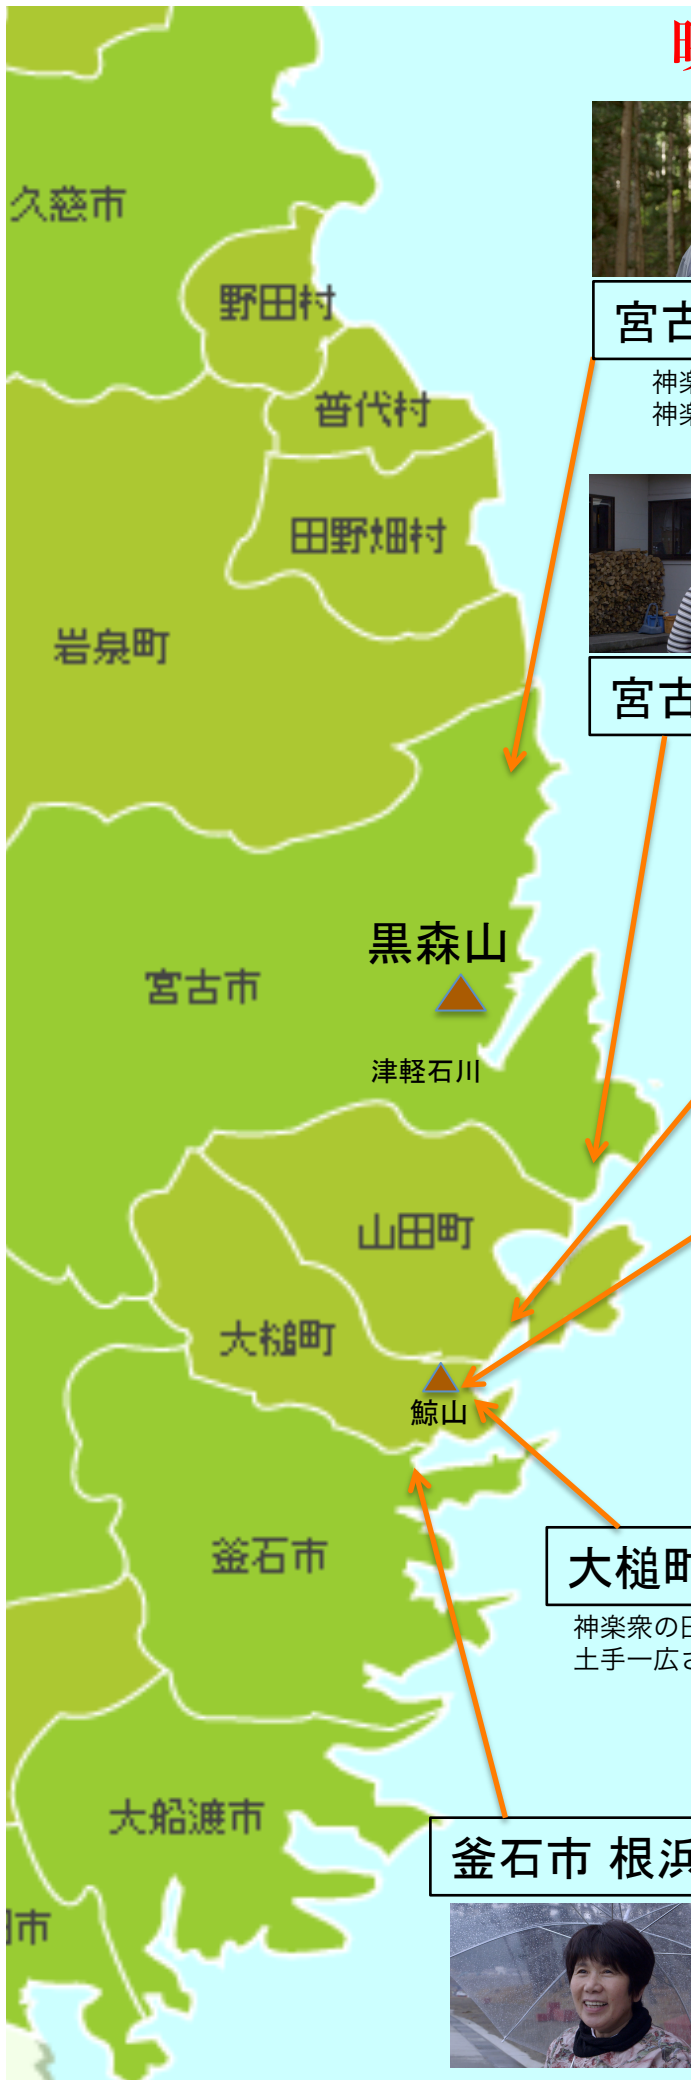 久慈市
野田村
宮古
神楽
神楽
普代村
田野畑村
岩泉町
宮古
黒森山
宮古市
津軽石川
山田町
大槌町
鯨山
釜石市
大槌町
神楽衆の
土手一広さ
大船渡市
釜石市 根浜
市